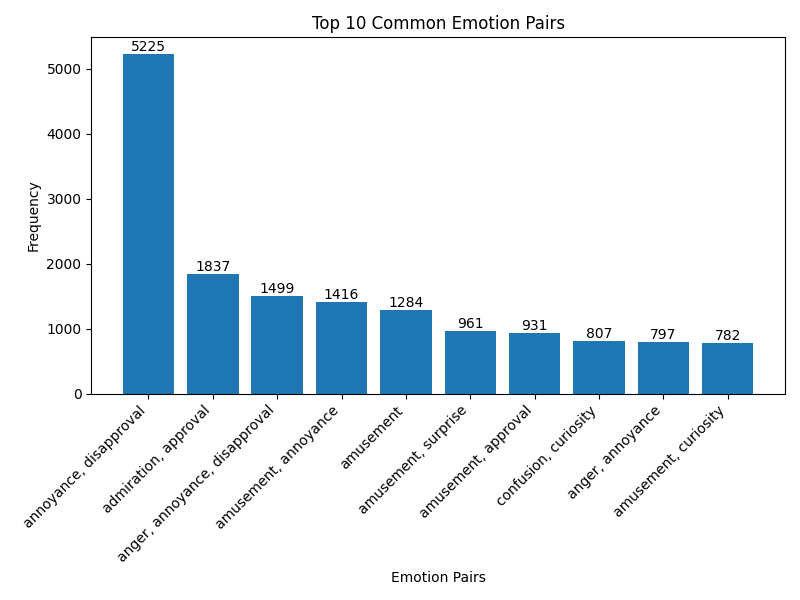 Top 10 Common Emotion Pairs
Frequency
5000
4000
3000
2000
1000
0
5225
1837
1499
1416
1284
961
931
807
797
782
annoyance, disapproval
admiration, approval
anger, annoyance, disapproval
amusement, annoyance
amusement
amusement, surprise
amusement, approval
confusion, curiosity
anger, annoyance
amusement, curiosity
Emotion Pairs